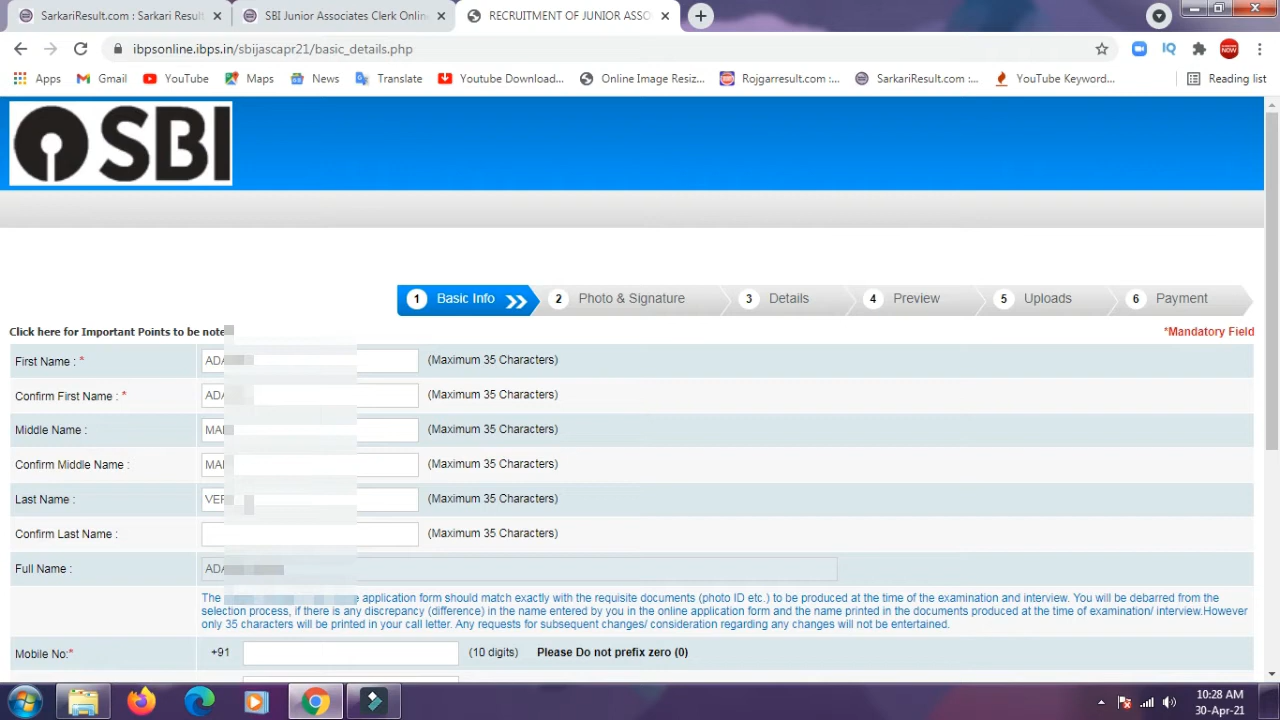 SarkariResult.com : Sarkari Result
SBI Junior Associates Clerk Onlin
RECRUITMENT OF JUNIOR ASSO
ibpsonline.ibps.in/sbijascapr21/basic_details.php
Apps
Gmail
YouTube
Maps
News
Translate
Youtube Download...
Online Image Resiz...
Rojgarresult.com :...
SarkariResult.com :...
YouTube Keyword...
Reading list
SBI
1 Basic Info
2 Photo & Signature
3 Details
4 Preview
5 Uploads
6 Payment
Click here for Important Points to be note
*Mandatory Field
First Name : * ADA (Maximum 35 Characters)
Confirm First Name : * ADA (Maximum 35 Characters)
Middle Name : (Maximum 35 Characters)
Confirm Middle Name : (Maximum 35 Characters)
Last Name : VER (Maximum 35 Characters)
Confirm Last Name : (Maximum 35 Characters)
Full Name : ADA
The application form should match exactly with the requisite documents (photo ID etc.) to be produced at the time of the examination and interview. You will be debarred from the
selection process, if there is any discrepancy (difference) in the name entered by you in the online application form and the name printed in the documents produced at the time of examination/ interview.However
only 35 characters will be printed in your call letter. Any requests for subsequent changes/ consideration regarding any changes will not be entertained.
Mobile No:* +91 (10 digits) Please Do not prefix zero (0)
10:28 AM
30-Apr-21